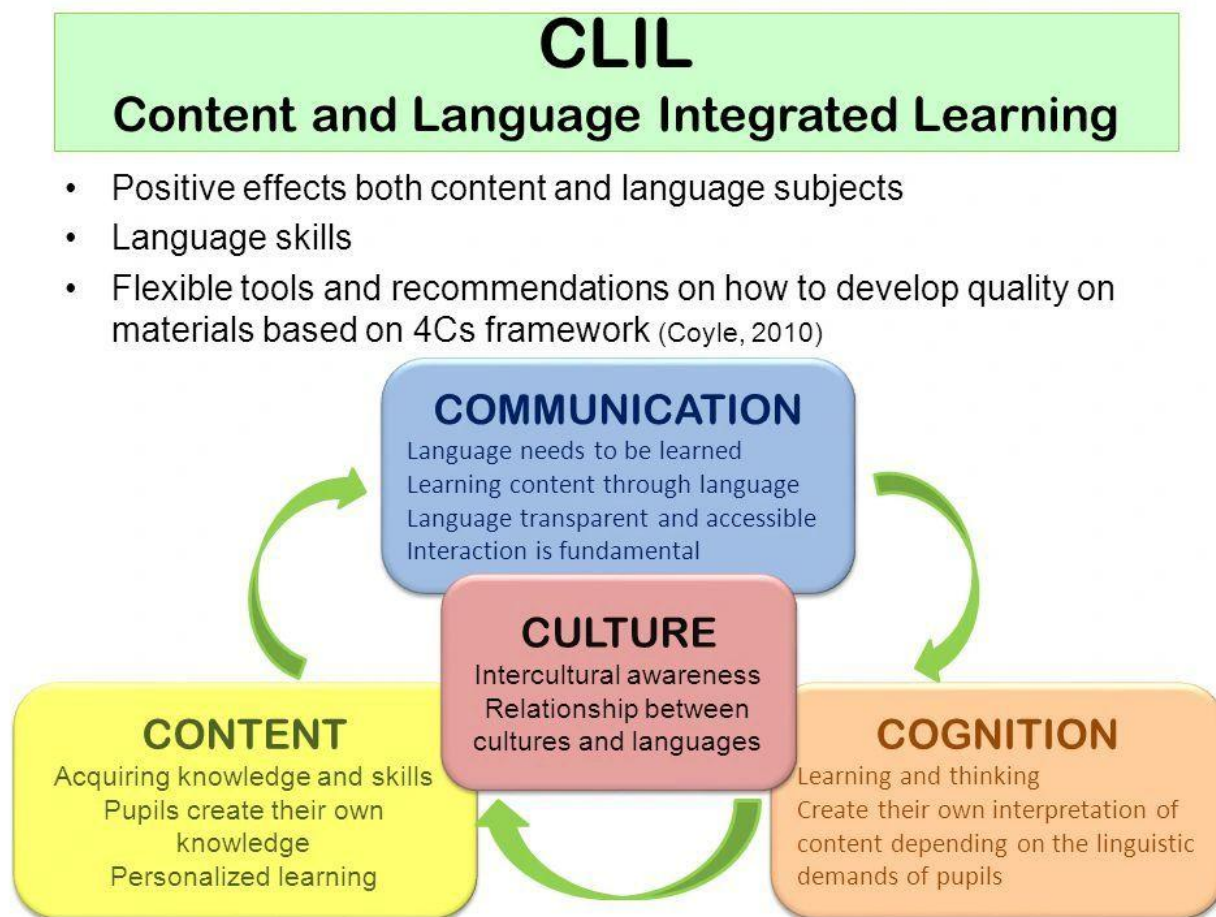 CLIL
Content and Language Integrated Learning
• Positive effects both content and language subjects
• Language skills
• Flexible tools and recommendations on how to develop quality on
materials based on 4Cs framework (Coyle, 2010)
COMMUNICATION
Language needs to be learned
Learning content through language
Language transparent and accessible
Interaction is fundamental
CULTURE
Intercultural awareness
Relationship between
cultures and languages
CONTENT
Acquiring knowledge and skills
Pupils create their own
knowledge
Personalized learning
COGNITION
Learning and thinking
Create their own interpretation of
content depending on the linguistic
demands of pupils